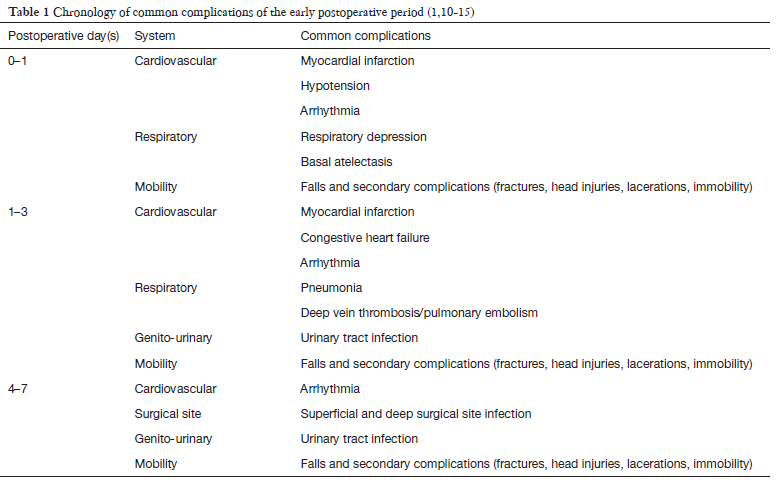 Table 1 Chronology of common complications of the early postoperative period (1,10-15)
Postoperative day(s) System Common complications
0–1 Cardiovascular Myocardial infarction
Hypotension
Arrhythmia
Respiratory Respiratory depression
Basal atelectasis
Mobility Falls and secondary complications (fractures, head injuries, lacerations, immobility)
1–3 Cardiovascular Myocardial infarction
Congestive heart failure
Arrhythmia
Respiratory Pneumonia
Deep vein thrombosis/pulmonary embolism
Genito-urinary Urinary tract infection
Mobility Falls and secondary complications (fractures, head injuries, lacerations, immobility)
4–7 Cardiovascular Arrhythmia
Surgical site Superficial and deep surgical site infection
Genito-urinary Urinary tract infection
Mobility Falls and secondary complications (fractures, head injuries, lacerations, immobility)